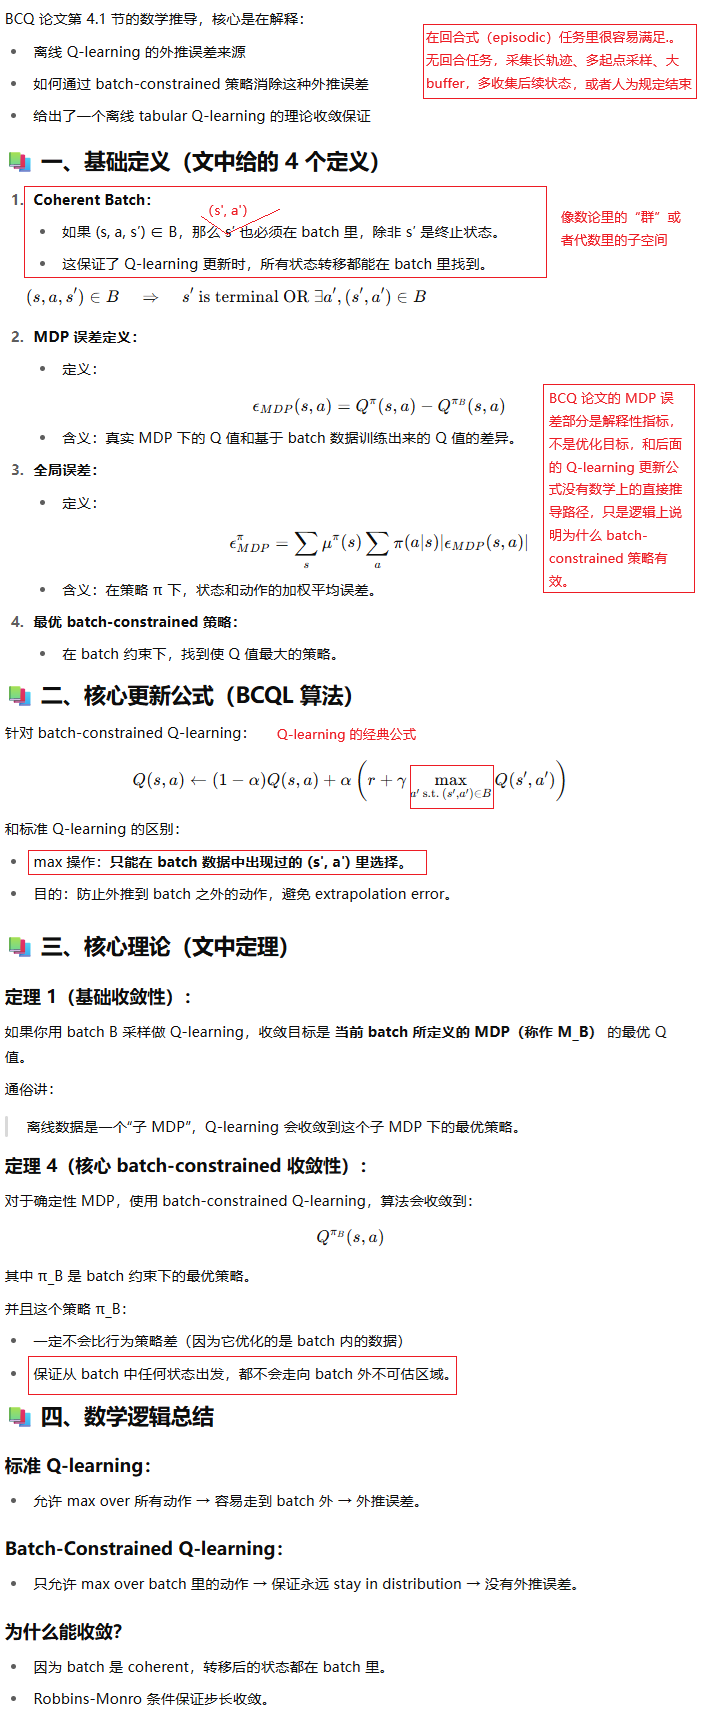 BCQ 论文第 4.1 节的数学推导，核心是在解释：
• 离线 Q-learning 的外推误差来源
• 如何通过 batch-constrained 策略消除这种外推误差
• 给出了一个离线 tabular Q-learning 的理论收敛保证
在回合式（episodic）任务里很容易满足.。
无回合任务，采集长轨迹、多起点采样、大
buffer，多收集后续状态，或者人为规定结束
📚 一、基础定义（文中给的 4 个定义）
1. Coherent Batch：
(s', a')
• 如果 (s, a, s′) ∈ B，那么 s′ 也必须在 batch 里，除非 s′ 是终止状态。
• 这保证了 Q-learning 更新时，所有状态转移都能在 batch 里找到。
像数论里的“群”或
者代数里的子空间
(s, a, s′) ∈ B ⇒ s′ is terminal OR ∃a′, (s′, a′) ∈ B
2. MDP 误差定义：
• 定义：
ϵ_{MDP}(s, a) = Q^π(s, a) − Q^{π_B}(s, a)
• 含义：真实 MDP 下的 Q 值和基于 batch 数据训练出来的 Q 值的差异。
3. 全局误差：
• 定义：
ϵ^π_{MDP} = ∑_s μ^π(s) ∑_a π(a|s)|ϵ_{MDP}(s, a)|
• 含义：在策略 π 下，状态和动作的加权平均误差。
BCQ 论文的 MDP 误
差部分是解释性指标，
不是优化目标，和后面
的 Q-learning 更新公
式没有数学上的直接推
导路径，只是逻辑上说
明为什么 batch-
constrained 策略有
效。
4. 最优 batch-constrained 策略：
• 在 batch 约束下，找到使 Q 值最大的策略。
📚 二、核心更新公式（BCQL 算法）
针对 batch-constrained Q-learning： Q-learning 的经典公式
Q(s, a) ← (1 − α)Q(s, a) + α (r + γ max_{a′ s.t. (s′,a′)∈B} Q(s′, a′))
和标准 Q-learning 的区别：
• max 操作：只能在 batch 数据中出现过的 (s', a') 里选择。
• 目的：防止外推到 batch 之外的动作，避免 extrapolation error。
📚 三、核心理论（文中定理）
定理 1（基础收敛性）：
如果你用 batch B 采样做 Q-learning，收敛目标是 当前 batch 所定义的 MDP（称作 M_B） 的最优 Q
值。
通俗讲：
离线数据是一个“子 MDP”，Q-learning 会收敛到这个子 MDP 下的最优策略。
定理 4（核心 batch-constrained 收敛性）：
对于确定性 MDP，使用 batch-constrained Q-learning，算法会收敛到：
Q^{π_B}(s, a)
其中 π_B 是 batch 约束下的最优策略。
并且这个策略 π_B：
• 一定不会比行为策略差（因为它优化的是 batch 内的数据）
• 保证从 batch 中任何状态出发，都不会走向 batch 外不可估区域。
📚 四、数学逻辑总结
标准 Q-learning：
• 允许 max over 所有动作 → 容易走到 batch 外 → 外推误差。
Batch-Constrained Q-learning：
• 只允许 max over batch 里的动作 → 保证永远 stay in distribution → 没有外推误差。
为什么能收敛？
• 因为 batch 是 coherent，转移后的状态都在 batch 里。
• Robbins-Monro 条件保证步长收敛。